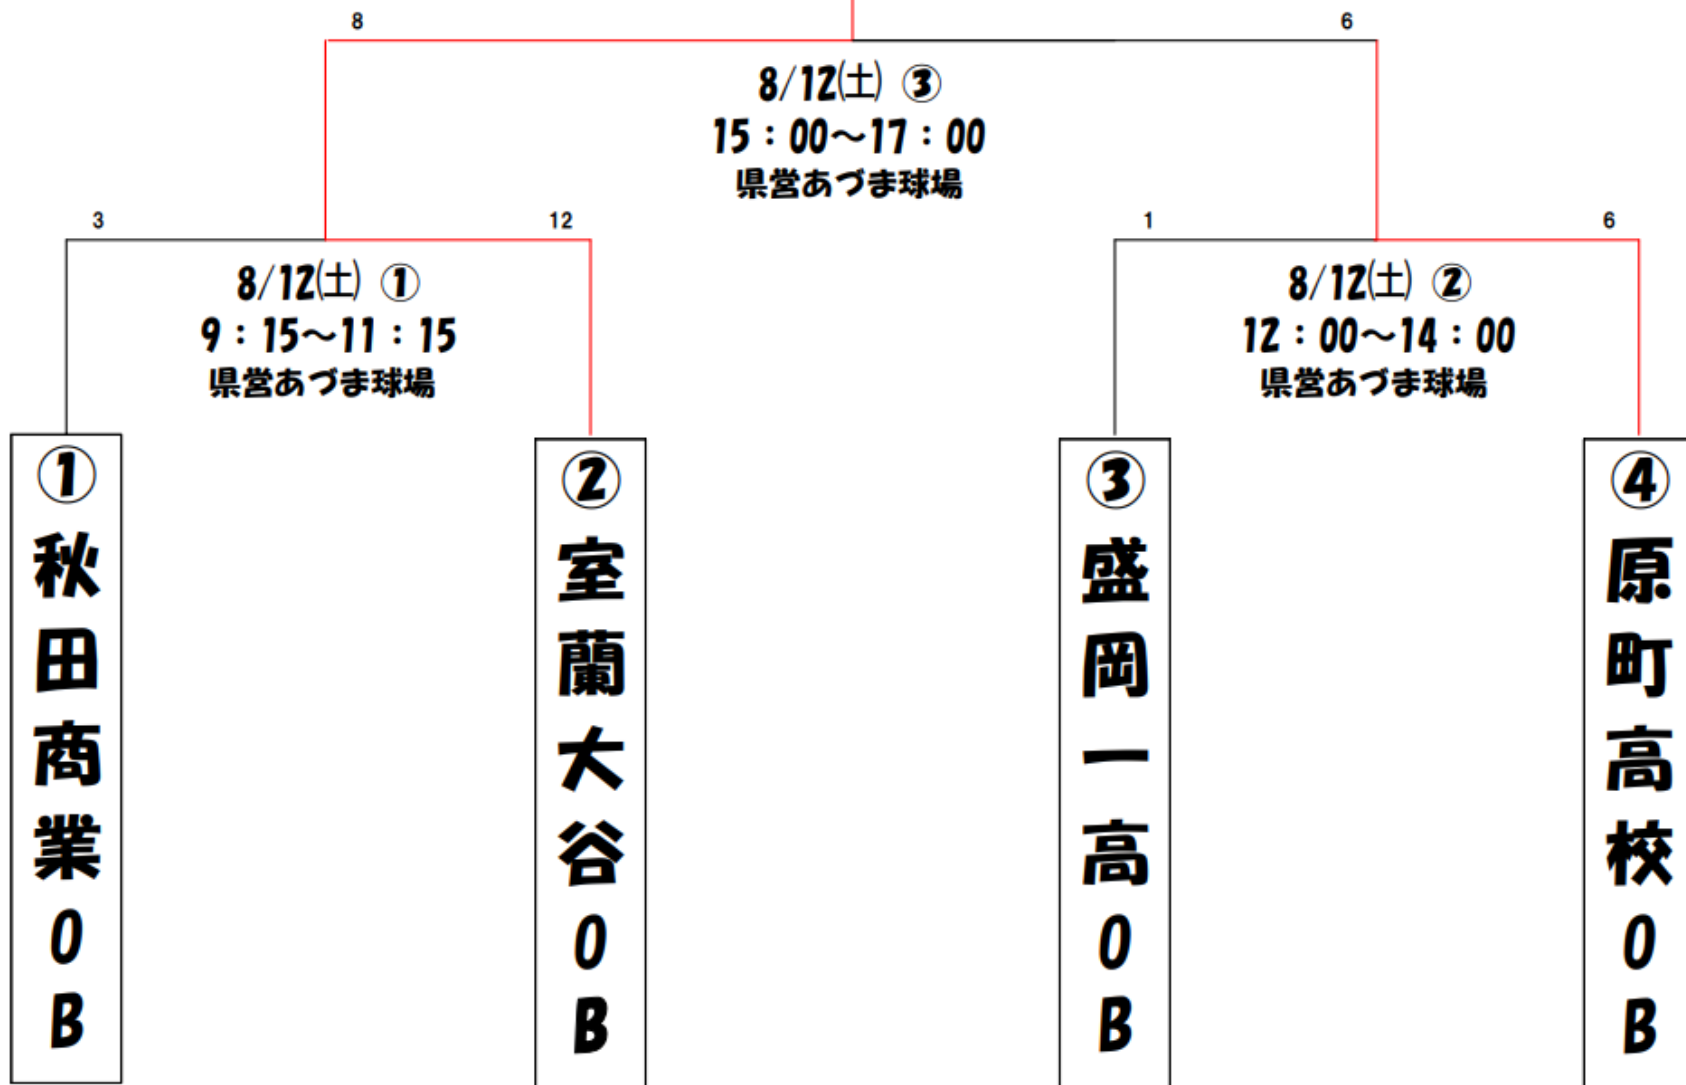 8 6
8/12㈯ ③
15：00～17：00
県営あづま球場
3 12 1 6
8/12㈯ ①
9：15～11：15
県営あづま球場
8/12㈯ ②
12：00～14：00
県営あづま球場
①秋田商業OB
②室蘭大谷OB
③盛岡一高OB
④原町高校OB